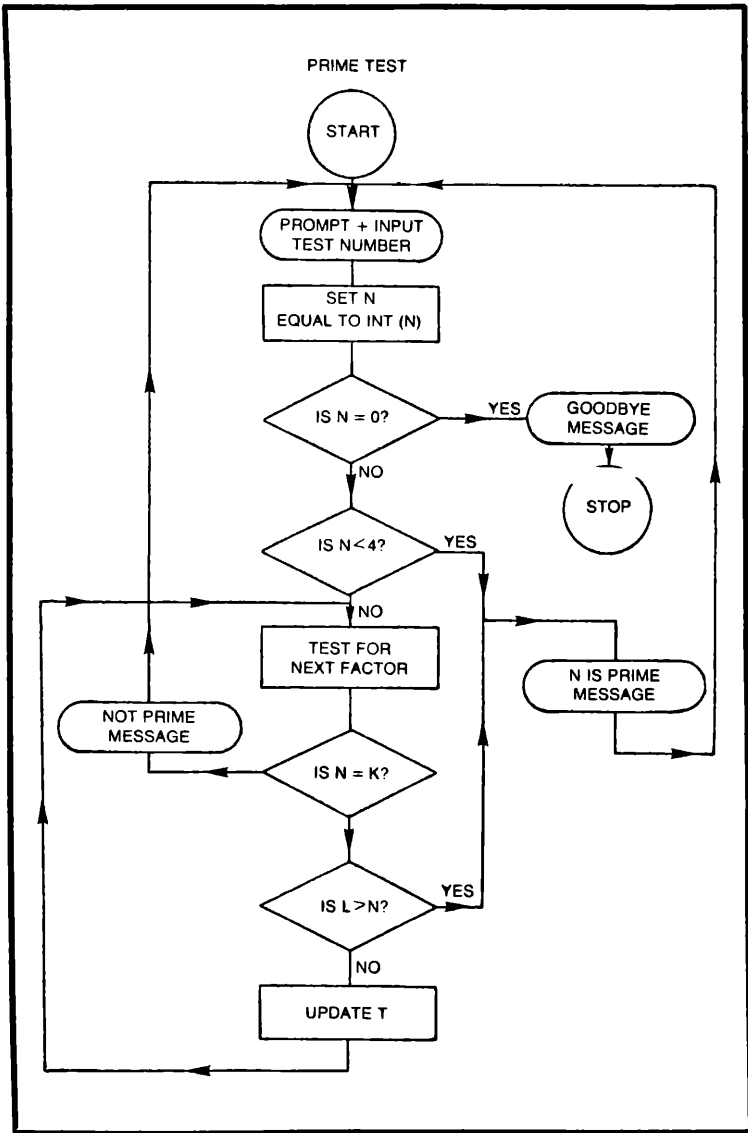 PRIME TEST
START
PROMPT + INPUT
TEST NUMBER
SET N
EQUAL TO INT (N)
IS N = 0?
YES
GOODBYE
MESSAGE
NO
STOP
IS N<4?
YES
NO
TEST FOR
NEXT FACTOR
N IS PRIME
MESSAGE
NOT PRIME
MESSAGE
IS N = K?
IS L>N?
YES
NO
UPDATE T